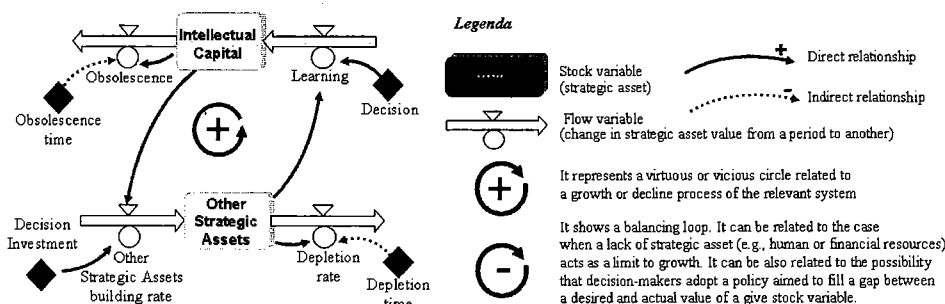 Intellectual
Capital
Obsolescence
Learning
Obsolescence
time
Decision
+
Decision
Investment
Other
Strategic
Assets
Other
Strategic Assets
building rate
Depletion
rate
Depletion
time
Legenda
......
Stock variable
(strategic asset)
+
Direct relationship
-
Indirect relationship
Flow variable
(change in strategic asset value from a period to another)
+
It represents a virtuous or vicious circle related to
a growth or decline process of the relevant system
-
It shows a balancing loop. It can be related to the case
when a lack of strategic asset (e.g., human or financial resources)
acts as a limit to growth. It can be also related to the possibility
that decision-makers adopt a policy aimed to fill a gap between
a desired and actual value of a give stock variable.